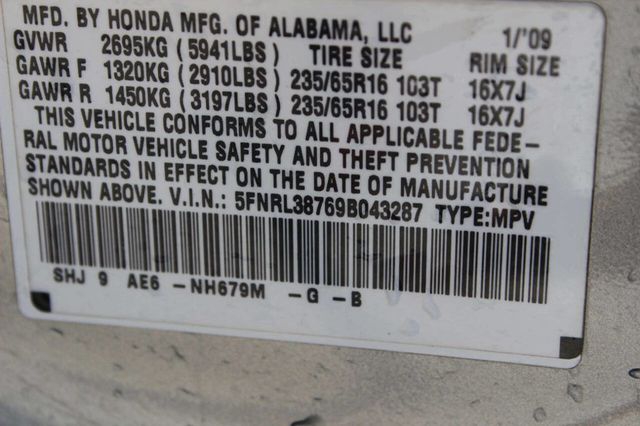 MFD. BY HONDA MFG. OF ALABAMA, LLC 1/'09
GVWR 2695KG (5941LBS) TIRE SIZE RIM SIZE
GAWR F 1320KG (2910LBS) 235/65R16 103T 16X7J
GAWR R 1450KG (3197LBS) 235/65R16 103T 16X7J
THIS VEHICLE CONFORMS TO ALL APPLICABLE FEDE-
RAL MOTOR VEHICLE SAFETY AND THEFT PREVENTION
STANDARDS IN EFFECT ON THE DATE OF MANUFACTURE
SHOWN ABOVE. V.I.N.: 5FNRL38769B043287 TYPE:MPV
SHJ 9 AE6 -NH679M -G -B